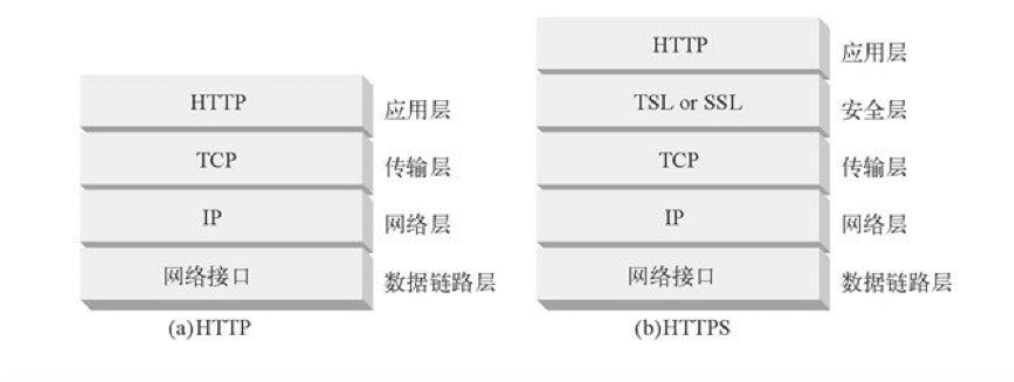 HTTP 应用层
TCP 传输层
IP 网络层
网络接口 数据链路层
(a)HTTP
HTTP 应用层
TSL or SSL 安全层
TCP 传输层
IP 网络层
网络接口 数据链路层
(b)HTTPS